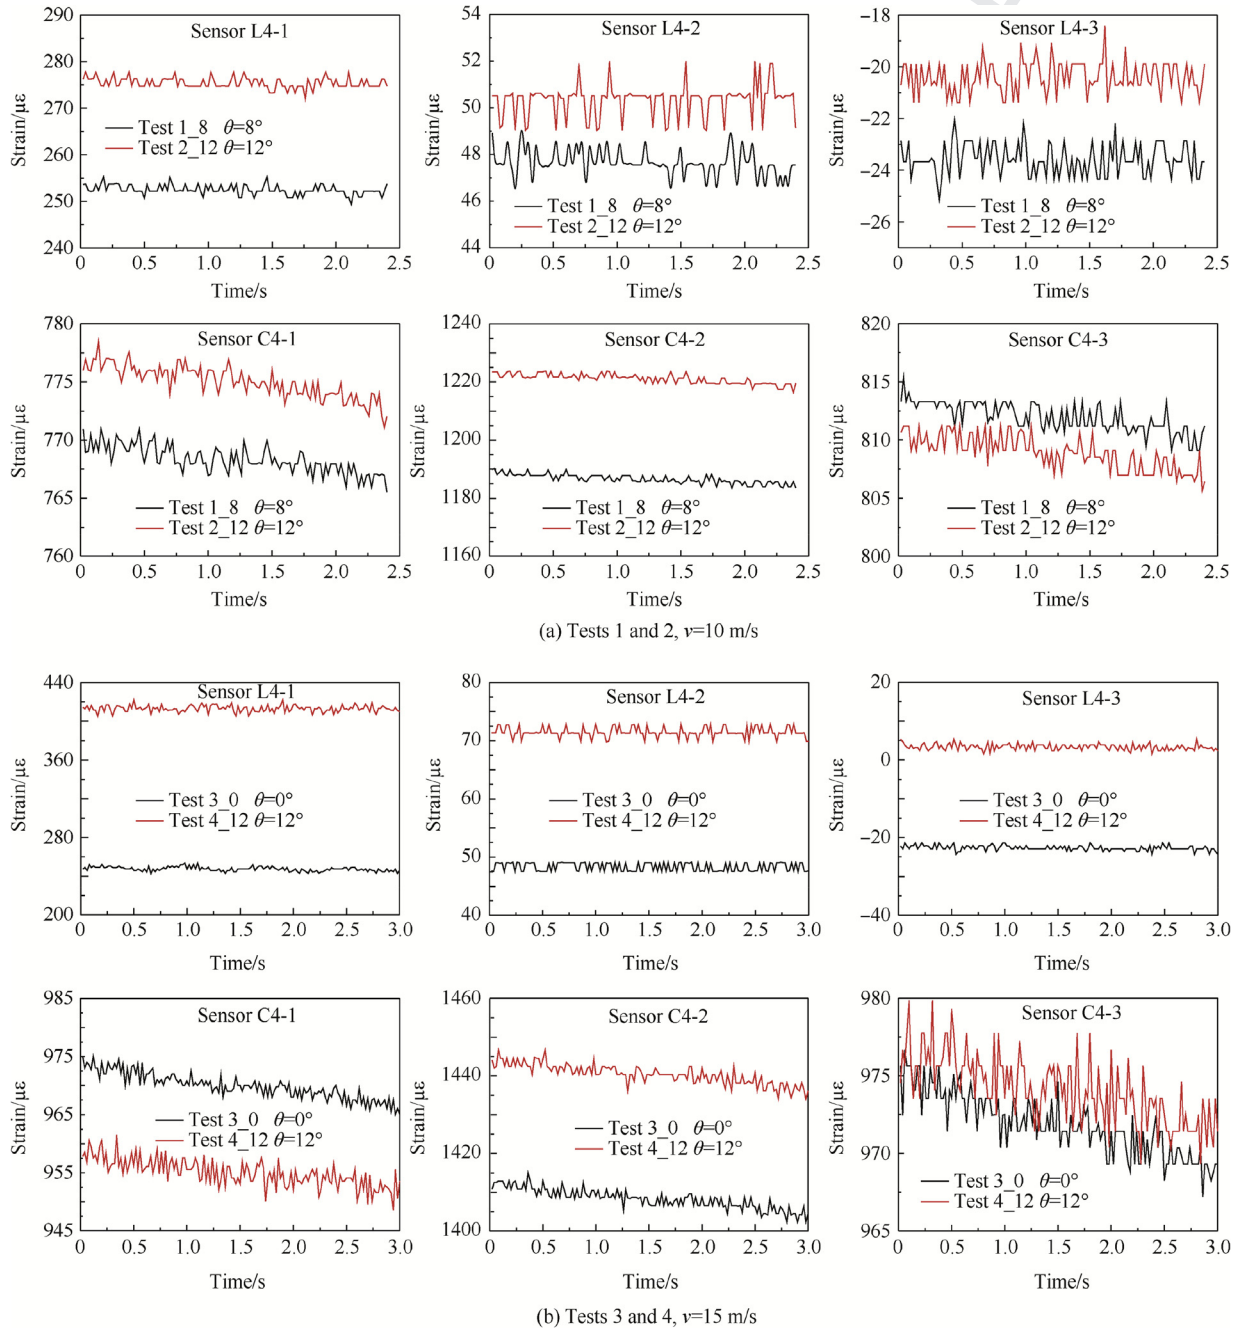 290
280
270
260
250
240
Strain/με
Sensor L4-1
Test 1_8 θ=8°
Test 2_12 θ=12°
0 0.5 1.0 1.5 2.0 2.5
Time/s
54
52
50
48
46
44
Strain/με
Sensor L4-2
Test 1_8 θ=8°
Test 2_12 θ=12°
0 0.5 1.0 1.5 2.0 2.5
Time/s
−18
−20
−22
−24
−26
Strain/με
Sensor L4-3
Test 1_8 θ=8°
Test 2_12 θ=12°
0 0.5 1.0 1.5 2.0 2.5
Time/s
780
775
770
765
760
Strain/με
Sensor C4-1
Test 1_8 θ=8°
Test 2_12 θ=12°
0 0.5 1.0 1.5 2.0 2.5
Time/s
1240
1220
1200
1180
1160
Strain/με
Sensor C4-2
Test 1_8 θ=8°
Test 2_12 θ=12°
0 0.5 1.0 1.5 2.0 2.5
Time/s
820
815
810
805
800
Strain/με
Sensor C4-3
Test 1_8 θ=8°
Test 2_12 θ=12°
0 0.5 1.0 1.5 2.0 2.5
Time/s
(a) Tests 1 and 2, v=10 m/s
440
360
280
200
Strain/με
Sensor L4-1
Test 3_0 θ=0°
Test 4_12 θ=12°
0 0.5 1.0 1.5 2.0 2.5 3.0
Time/s
80
70
60
50
40
Strain/με
Sensor L4-2
Test 3_0 θ=0°
Test 4_12 θ=12°
0 0.5 1.0 1.5 2.0 2.5 3.0
Time/s
20
0
−20
−40
Strain/με
Sensor L4-3
Test 3_0 θ=0°
Test 4_12 θ=12°
0 0.5 1.0 1.5 2.0 2.5 3.0
Time/s
985
975
965
955
945
Strain/με
Sensor C4-1
Test 3_0 θ=0°
Test 4_12 θ=12°
0 0.5 1.0 1.5 2.0 2.5 3.0
Time/s
1460
1440
1420
1400
Strain/με
Sensor C4-2
Test 3_0 θ=0°
Test 4_12 θ=12°
0 0.5 1.0 1.5 2.0 2.5 3.0
Time/s
980
975
970
965
Strain/με
Sensor C4-3
Test 3_0 θ=0°
Test 4_12 θ=12°
0 0.5 1.0 1.5 2.0 2.5 3.0
Time/s
(b) Tests 3 and 4, v=15 m/s